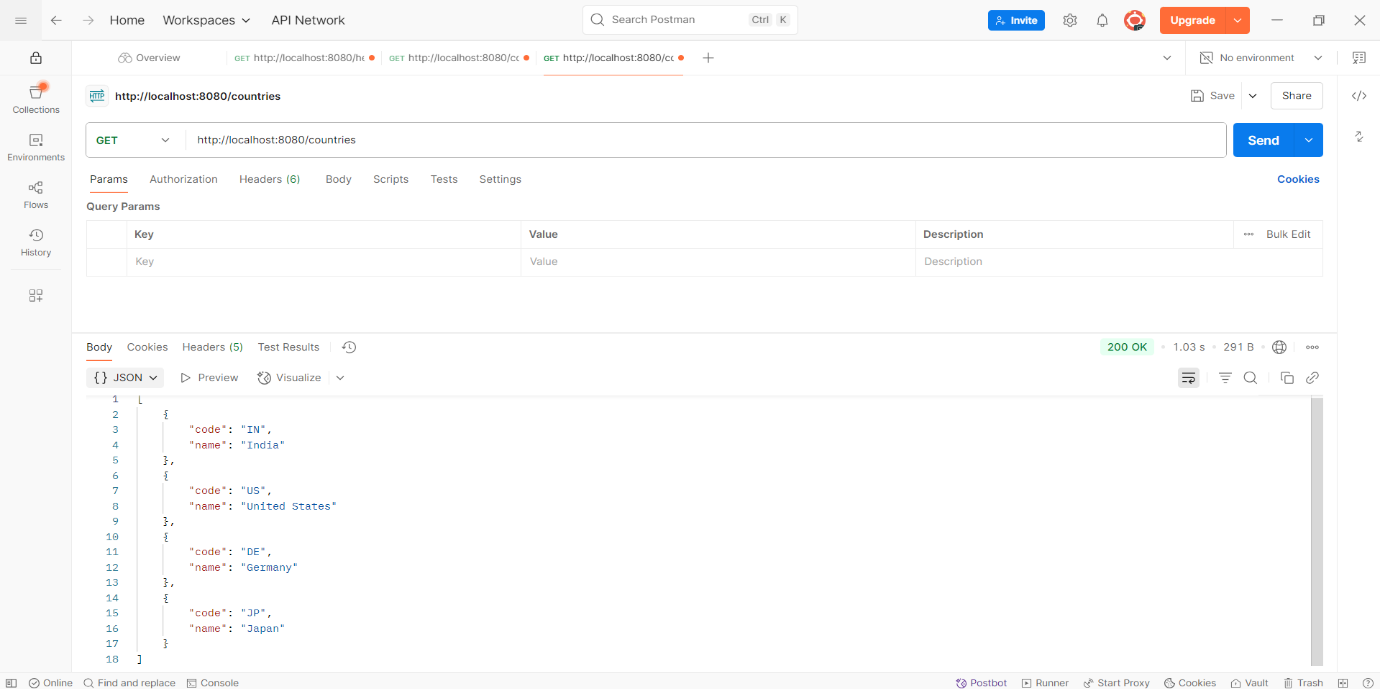 Home Workspaces API Network Search Postman Ctrl K Invite Upgrade
Overview GET http://localhost:8080/he GET http://localhost:8080/cc GET http://localhost:8080/cc No environment
HTTP http://localhost:8080/countries Save Share
GET http://localhost:8080/countries Send
Params Authorization Headers (6) Body Scripts Tests Settings Cookies
Query Params
Key Value Description Bulk Edit
Key Value Description
Collections
Environments
Flows
History
Body Cookies Headers (5) Test Results 200 OK 1.03 s 291 B
{} JSON Preview Visualize
1 [
2 {
3 "code": "IN",
4 "name": "India"
5 },
6 {
7 "code": "US",
8 "name": "United States"
9 },
10 {
11 "code": "DE",
12 "name": "Germany"
13 },
14 {
15 "code": "JP",
16 "name": "Japan"
17 }
18 ]
Online Find and replace Console Postbot Runner Start Proxy Cookies Vault Trash